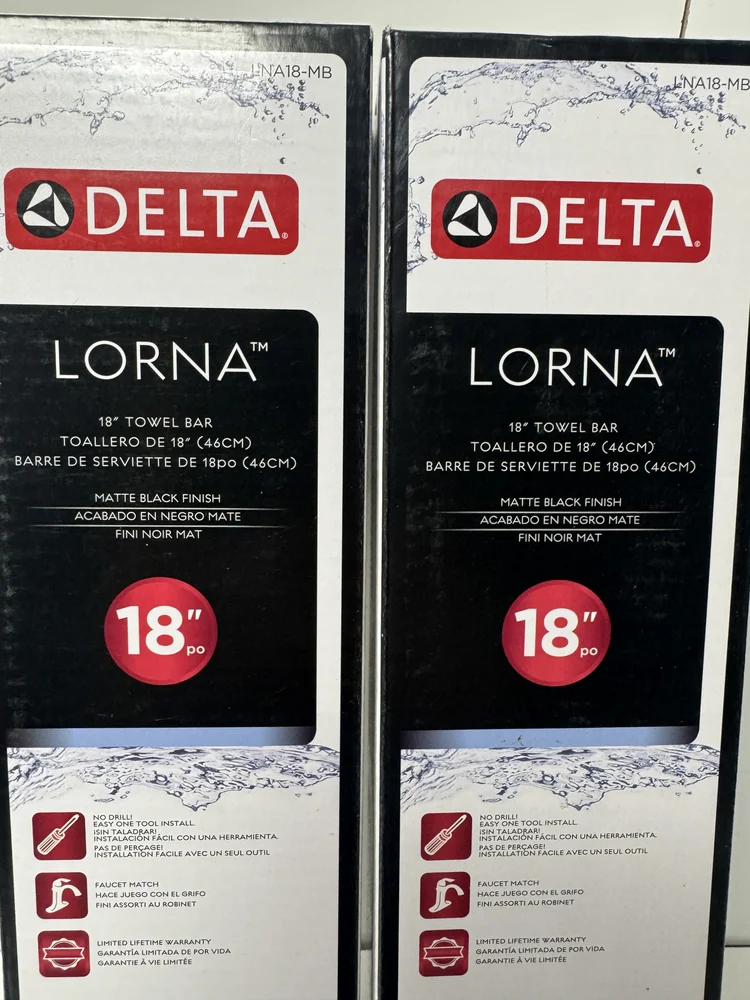 LNA18-MB
DELTA®
LORNA™
18" TOWEL BAR
TOALLERO DE 18" (46CM)
BARRE DE SERVIETTE DE 18po (46CM)
MATTE BLACK FINISH
ACABADO EN NEGRO MATE
FINI NOIR MAT
18"
po
NO DRILL!
EASY ONE TOOL INSTALL.
¡SIN TALADRAR!
INSTALACIÓN FÁCIL CON UNA HERRAMIENTA.
PAS DE PERÇAGE!
INSTALLATION FACILE AVEC UN SEUL OUTIL
FAUCET MATCH
HACE JUEGO CON EL GRIFO
FINI ASSORTI AU ROBINET
LIMITED LIFETIME WARRANTY
GARANTÍA LIMITADA DE POR VIDA
GARANTIE À VIE LIMITÉE
LNA18-MB
DELTA®
LORNA™
18" TOWEL BAR
TOALLERO DE 18" (46CM)
BARRE DE SERVIETTE DE 18po (46CM)
MATTE BLACK FINISH
ACABADO EN NEGRO MATE
FINI NOIR MAT
18"
po
NO DRILL!
EASY ONE TOOL INSTALL.
¡SIN TALADRAR!
INSTALACIÓN FÁCIL CON UNA HERRAMIENTA.
PAS DE PERÇAGE!
INSTALLATION FACILE AVEC UN SEUL OUTIL
FAUCET MATCH
HACE JUEGO CON EL GRIFO
FINI ASSORTI AU ROBINET
LIMITED LIFETIME WARRANTY
GARANTÍA LIMITADA DE POR VIDA
GARANTIE À VIE LIMITÉE